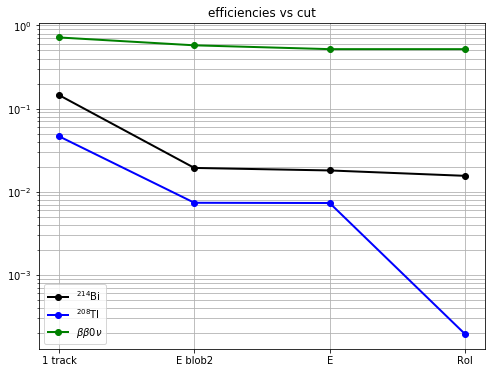 efficiencies vs cut
10⁰
10⁻¹
10⁻²
10⁻³
²¹⁴Bi
²⁰⁸Tl
ββ0ν
1 track E blob2 E RoI